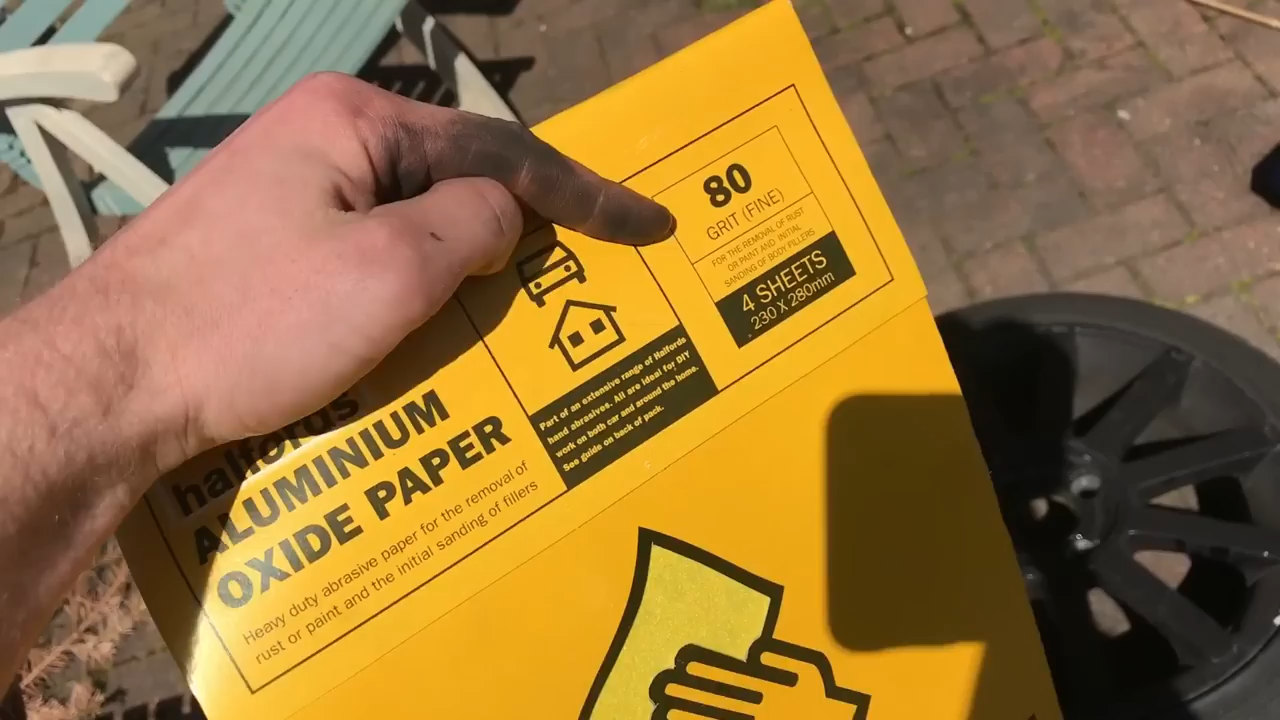 80
GRIT (FINE)
FOR THE REMOVAL OF RUST
OR PAINT AND INITIAL
SANDING OF BODY FILLERS
4 SHEETS
230 X 280mm
Part of an extensive range of Halfords
hand abrasives. All are ideal for DIY
work on both car and around the home.
See guide on back of pack.
halfords
ALUMINIUM
OXIDE PAPER
Heavy duty abrasive paper for the removal of
rust or paint and the initial sanding of fillers